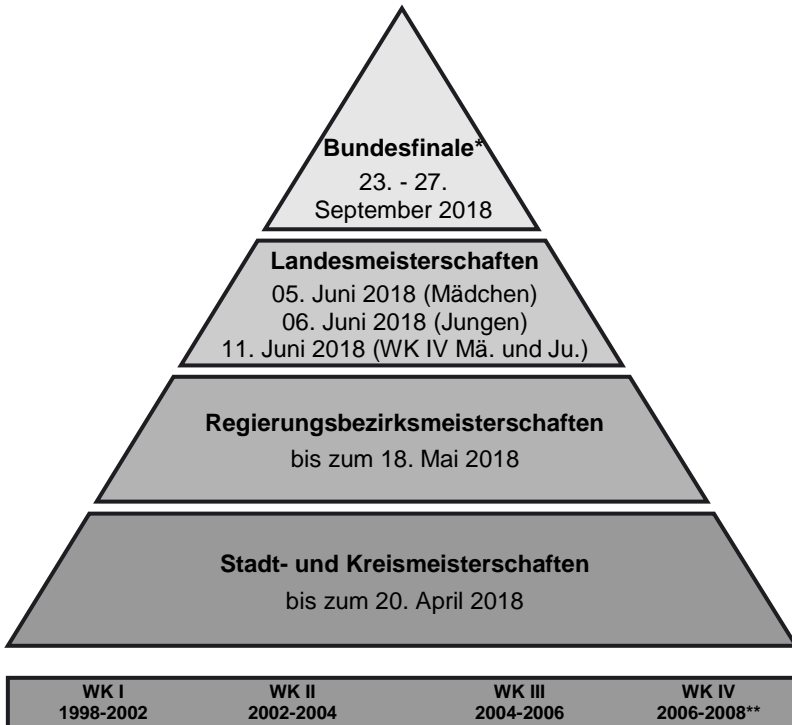 Bundesfinale*
23. - 27.
September 2018
Landesmeisterschaften
05. Juni 2018 (Mädchen)
06. Juni 2018 (Jungen)
11. Juni 2018 (WK IV Mä. und Ju.)
Regierungsbezirksmeisterschaften
bis zum 18. Mai 2018
Stadt- und Kreismeisterschaften
bis zum 20. April 2018
WK I WK II WK III WK IV
1998-2002 2002-2004 2004-2006 2006-2008**